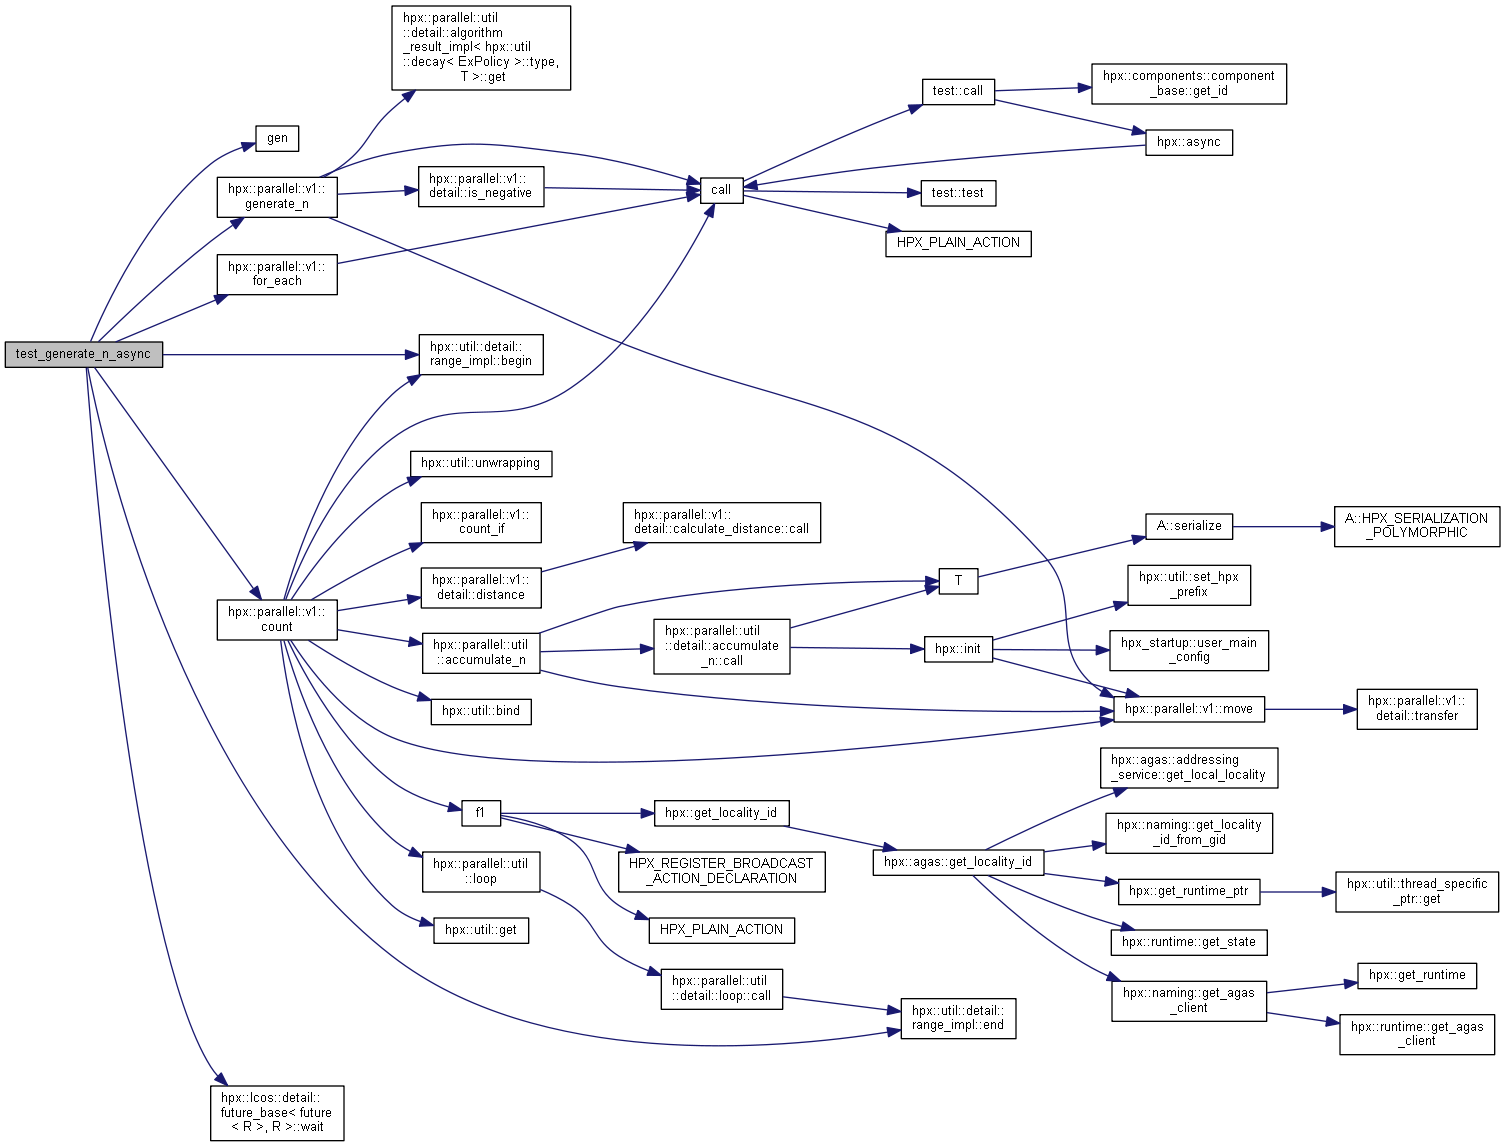 hpx::parallel::util
::detail::algorithm
_result_impl< hpx::util
::decay< ExPolicy >::type,
T >::get
test::call
hpx::components::component
_base::get_id
gen
hpx::async
hpx::parallel::v1::
generate_n
hpx::parallel::v1::
detail::is_negative
call
test::test
HPX_PLAIN_ACTION
hpx::parallel::v1::
for_each
test_generate_n_async
hpx::util::detail::
range_impl::begin
hpx::util::unwrapping
hpx::parallel::v1::
count_if
hpx::parallel::v1::
detail::calculate_distance::call
A::serialize
A::HPX_SERIALIZATION
_POLYMORPHIC
hpx::parallel::v1::
detail::distance
T
hpx::util::set_hpx
_prefix
hpx::parallel::v1::
count
hpx::parallel::util
::accumulate_n
hpx::parallel::util
::detail::accumulate
_n::call
hpx::init
hpx_startup::user_main
_config
hpx::util::bind
hpx::parallel::v1::move
hpx::parallel::v1::
detail::transfer
hpx::agas::addressing
_service::get_local_locality
f1
hpx::get_locality_id
hpx::naming::get_locality
_id_from_gid
hpx::parallel::util
::loop
HPX_REGISTER_BROADCAST
_ACTION_DECLARATION
hpx::agas::get_locality_id
hpx::get_runtime_ptr
hpx::util::thread_specific
_ptr::get
hpx::util::get
HPX_PLAIN_ACTION
hpx::runtime::get_state
hpx::parallel::util
::detail::loop::call
hpx::naming::get_agas
_client
hpx::get_runtime
hpx::util::detail::
range_impl::end
hpx::runtime::get_agas
_client
hpx::lcos::detail::
future_base< future
< R >, R >::wait